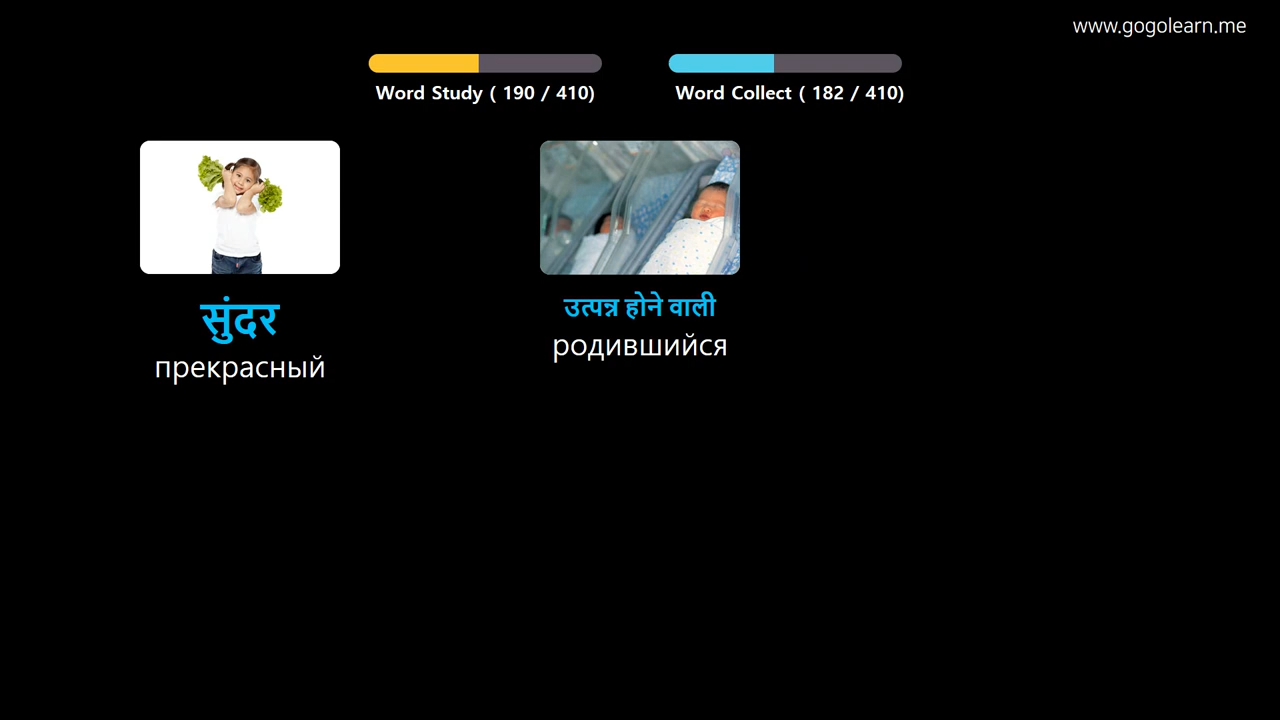 www.gogolearn.me
Word Study ( 190 / 410)
Word Collect ( 182 / 410)
सुंदर
прекрасный
उत्पन्न होने वाली
родившийся